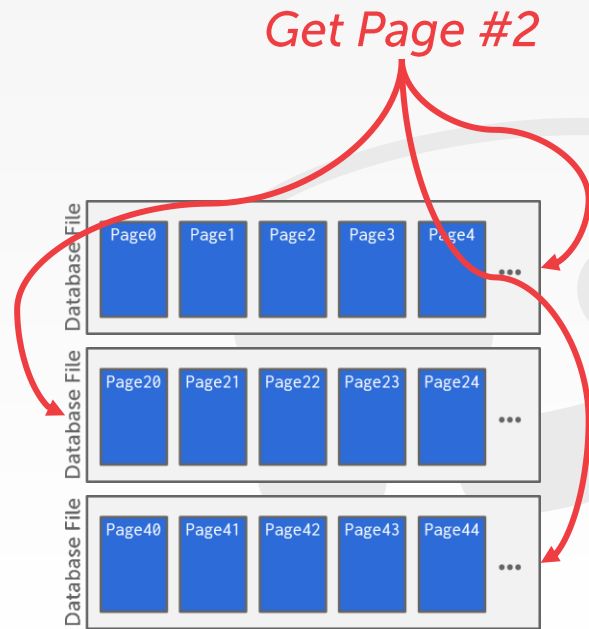 Get Page #2
Database File
Page0 Page1 Page2 Page3 Page4 •••
Database File
Page20 Page21 Page22 Page23 Page24 •••
Database File
Page40 Page41 Page42 Page43 Page44 •••